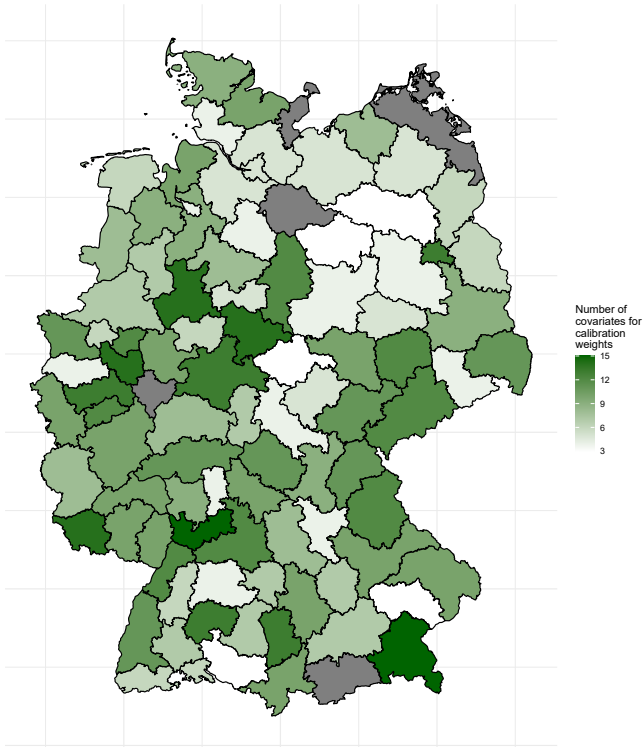 Number of
covariates for
calibration
weights
15
12
9
6
3